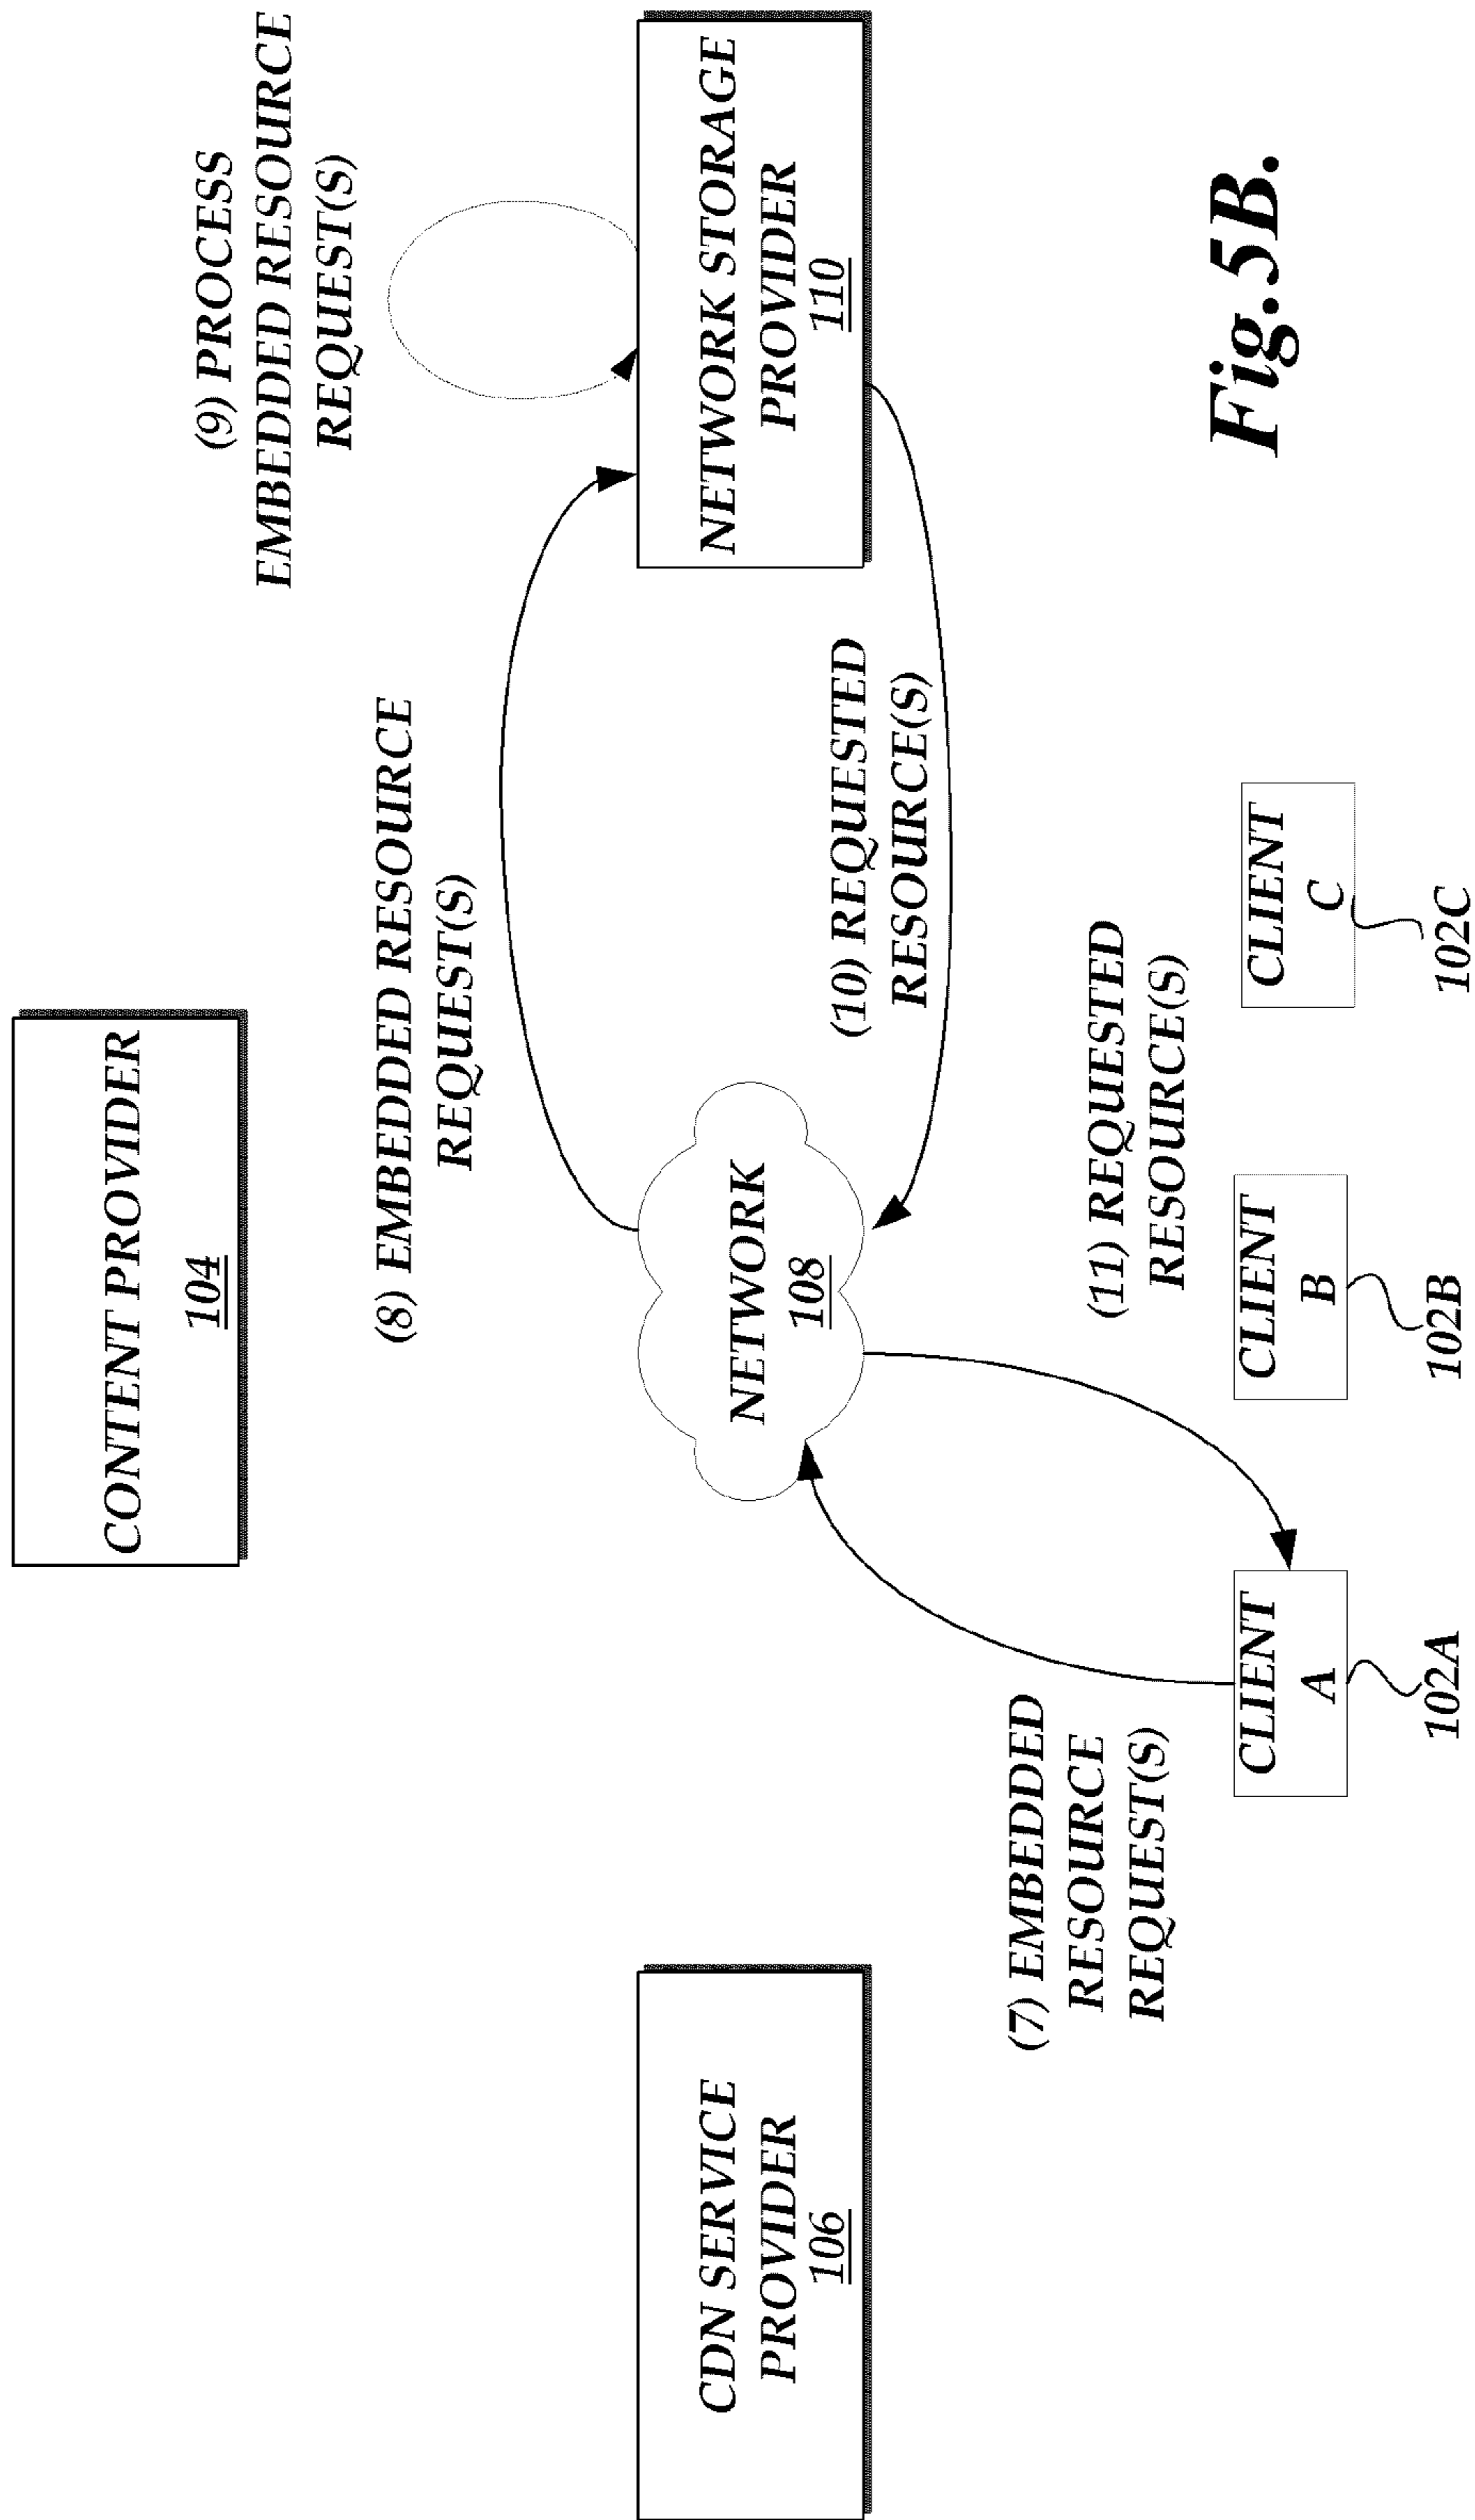 CONTENT PROVIDER
104
(8) EMBEDDED RESOURCE
REQUEST(S)
(9) PROCESS
EMBEDDED RESOURCE
REQUEST(S)
CDN SERVICE
PROVIDER
106
NETWORK
108
NETWORK STORAGE
PROVIDER
110
(10) REQUESTED
RESOURCE(S)
(7) EMBEDDED
RESOURCE
REQUEST(S)
(11) REQUESTED
RESOURCE(S)
CLIENT
A
102A
CLIENT
B
102B
CLIENT
C
102C
Fig.5B.